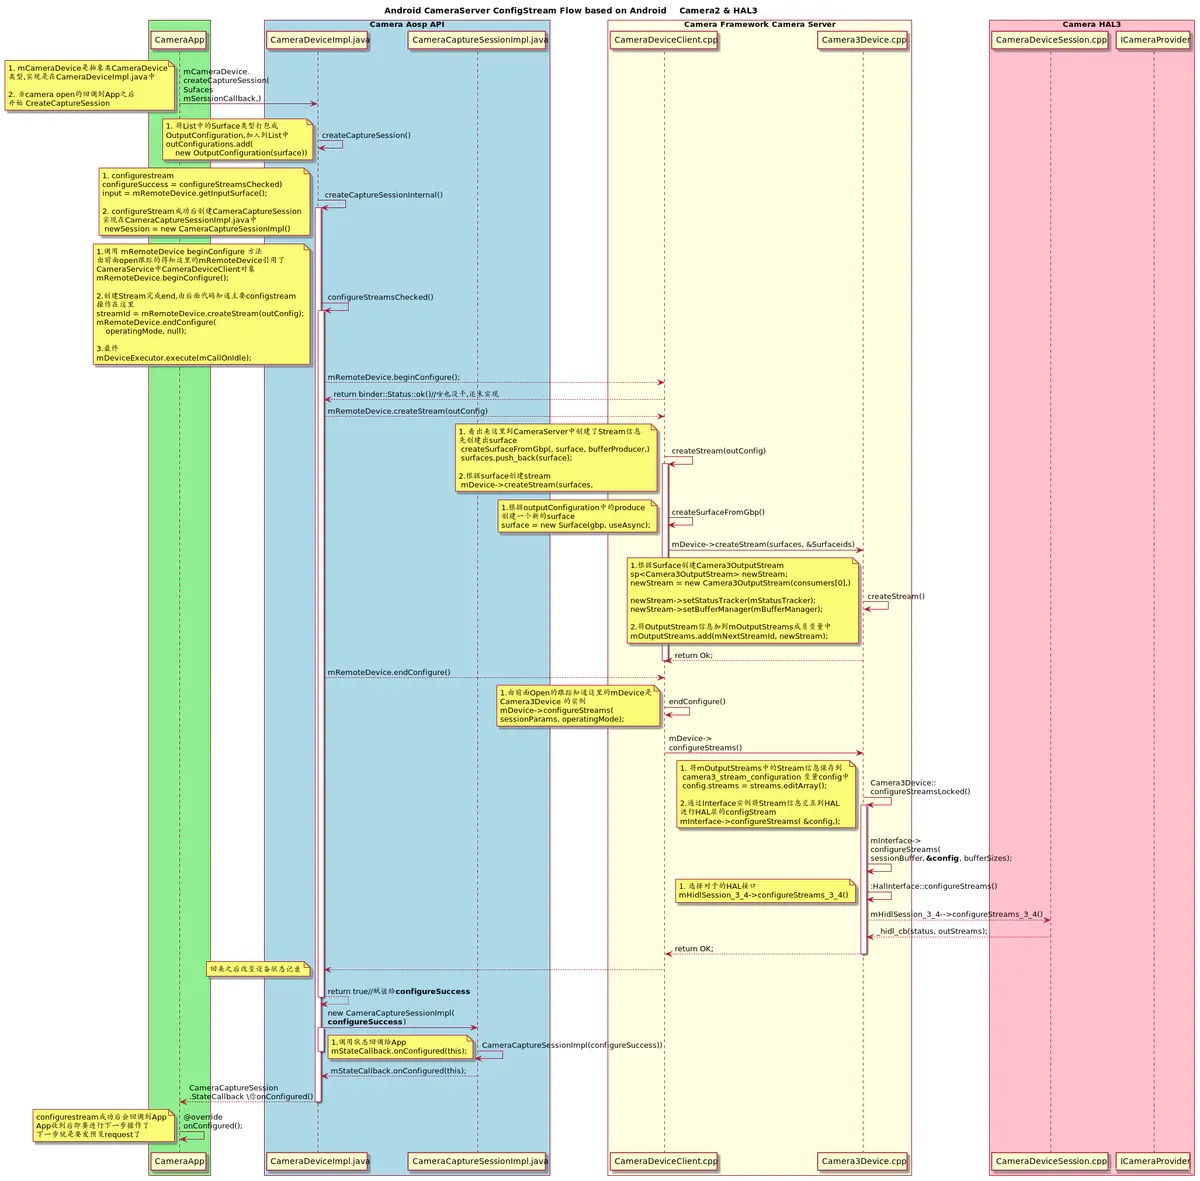 Android CameraServer ConfigStream Flow based on Android    Camera2 & HAL3
Camera Aosp API
Camera Framework Camera Server
Camera HAL3
CameraApp
CameraDeviceImpl.java
CameraCaptureSessionImpl.java
CameraDeviceClient.cpp
Camera3Device.cpp
CameraDeviceSession.cpp
ICameraProvider
1. mCameraDevice是抽象类CameraDevice
类型,实现是在CameraDeviceImpl.java中
2. 当camera open的回调到App之后
开始 CreateCaptureSession
mCameraDevice.
createCaptureSession(
Sufaces
mSerssionCallback,)
1. 将List中的Surface类型打包成
OutputConfiguration,加入到List中
outConfigurations.add(
new OutputConfiguration(surface))
createCaptureSession()
1. configurestream
configureSuccess = configureStreamsChecked)
input = mRemoteDevice.getInputSurface();
2. configureStream成功后创建CameraCaptureSession
实现在CameraCaptureSessionImpl.java中
newSession = new CameraCaptureSessionImpl()
createCaptureSessionInternal()
1.调用 mRemoteDevice beginConfigure 方法
由前面open跟踪的得知这里的mRemoteDevice引用了
CameraService中CameraDeviceClient对象
mRemoteDevice.beginConfigure();
2.创建Stream完成end,由后面代码知道主要configstream
操作在这里
streamId = mRemoteDevice.createStream(outConfig);
mRemoteDevice.endConfigure(
operatingMode, null);
3.最终
mDeviceExecutor.execute(mCallOnIdle);
configureStreamsChecked()
mRemoteDevice.beginConfigure();
return binder::Status::ok()//啥也没干,还未实现
mRemoteDevice.createStream(outConfig)
1. 看出来这里到CameraServer中创建了Stream信息
先创建出surface
createSurfaceFromGbp(, surface, bufferProducer,)
surfaces.push_back(surface);
2.根据surface创建stream
mDevice->createStream(surfaces,
createStream(outConfig)
1.根据outputConfiguration中的produce
创建一个新的surface
surface = new Surface(gbp, useAsync);
createSurfaceFromGbp()
mDevice->createStream(surfaces, &Surfaceids)
1.根据Surface创建Camera3OutputStream
sp<Camera3OutputStream> newStream;
newStream = new Camera3OutputStream(consumers[0],)
newStream->setStatusTracker(mStatusTracker);
newStream->setBufferManager(mBufferManager);
2.将OutputStream信息加到mOutputStreams成员变量中
mOutputStreams.add(mNextStreamId, newStream);
createStream()
return Ok;
mRemoteDevice.endConfigure()
1.由前面Open的跟踪知道这里的mDevice是
Camera3Device 的实例
mDevice->configureStreams(
sessionParams, operatingMode);
endConfigure()
mDevice->
configureStreams()
1. 将mOutputStreams中的Stream信息保存到
camera3_stream_configuration 变量config中
config.streams = streams.editArray();
2.通过Interface实例将Stream信息交互到HAL
进行HAL层的configStream
mInterface->configureStreams( &config,);
Camera3Device::
configureStreamsLocked()
mInterface->
configureStreams(
sessionBuffer, &config, bufferSizes);
1. 选择对于的HAL接口
mHidlSession_3_4->configureStreams_3_4()
:HalInterface::configureStreams()
mHidlSession_3_4-->configureStreams_3_4()
_hidl_cb(status, outStreams);
return OK;
回来之后改变设备状态记录
return true//赋值给configureSuccess
new CameraCaptureSessionImpl(
configureSuccess)
1.调用状态回调给App
mStateCallback.onConfigured(this);
CameraCaptureSessionImpl(configureSuccess))
mStateCallback.onConfigured(this);
CameraCaptureSession
.StateCallback \你onConfigured()
configurestream成功后会回调到App
App收到后即要进行下一步操作了
下一步就是要发预览request了
@override
onConfigured();
CameraApp
CameraDeviceImpl.java
CameraCaptureSessionImpl.java
CameraDeviceClient.cpp
Camera3Device.cpp
CameraDeviceSession.cpp
ICameraProvider